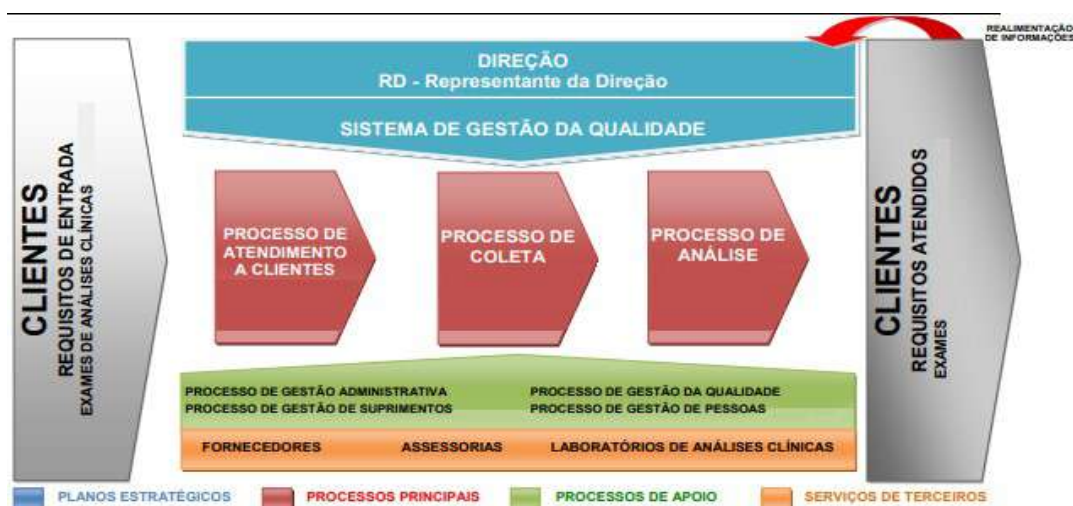 REALIMENTAÇÃO
DE INFORMAÇÕES
CLIENTES
REQUISITOS DE ENTRADA
EXAMES DE ANÁLISES CLÍNICAS
DIREÇÃO
RD - Representante da Direção
SISTEMA DE GESTÃO DA QUALIDADE
PROCESSO DE
ATENDIMENTO
A CLIENTES
PROCESSO DE
COLETA
PROCESSO DE
ANÁLISE
PROCESSO DE GESTÃO ADMINISTRATIVA
PROCESSO DE GESTÃO DE SUPRIMENTOS
PROCESSO DE GESTÃO DA QUALIDADE
PROCESSO DE GESTÃO DE PESSOAS
FORNECEDORES
ASSESSORIAS
LABORATÓRIOS DE ANÁLISES CLÍNICAS
CLIENTES
REQUISITOS ATENDIDOS
EXAMES
PLANOS ESTRATÉGICOS
PROCESSOS PRINCIPAIS
PROCESSOS DE APOIO
SERVIÇOS DE TERCEIROS